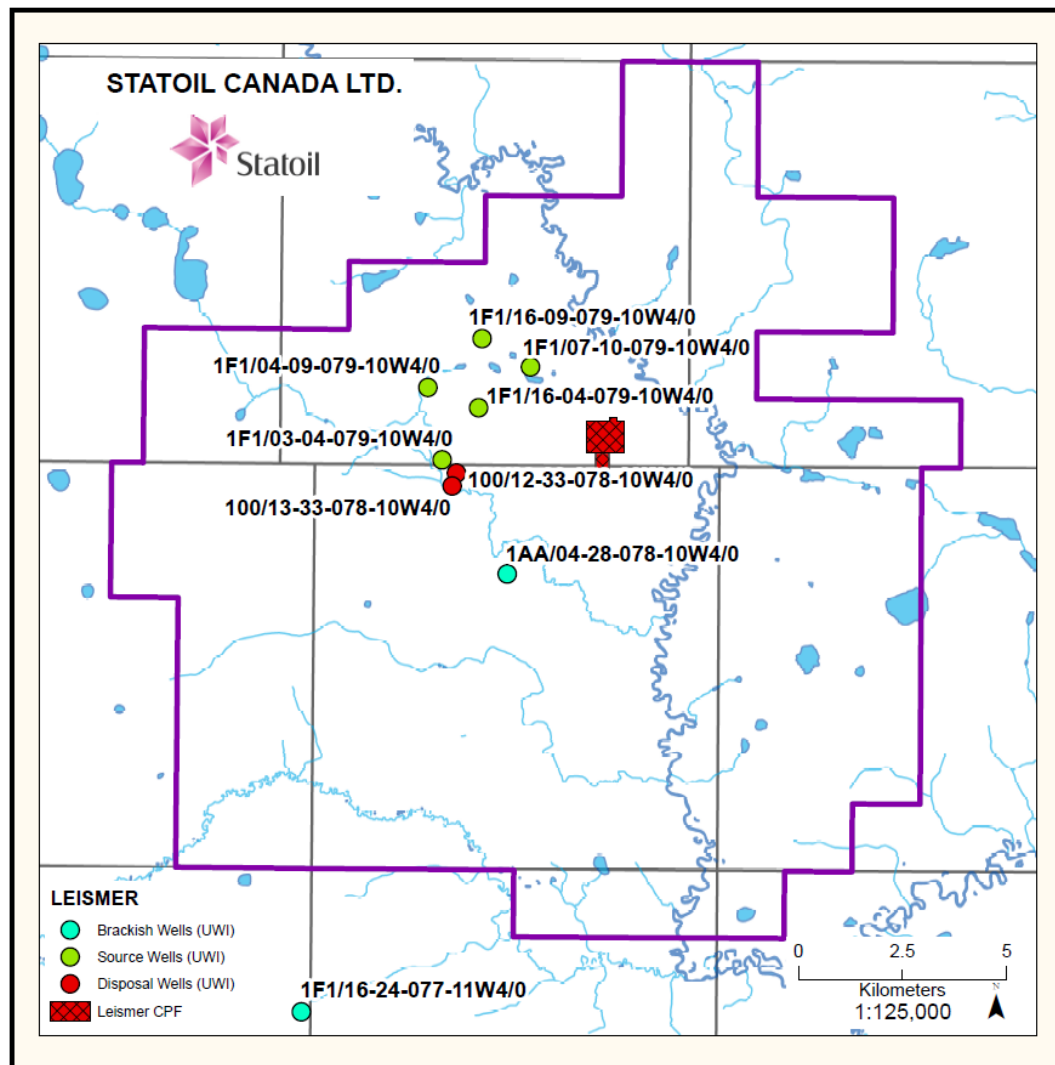 STATOIL CANADA LTD.
Statoil
1F1/16-09-079-10W4/0
1F1/07-10-079-10W4/0
1F1/04-09-079-10W4/0
1F1/16-04-079-10W4/0
1F1/03-04-079-10W4/0
100/12-33-078-10W4/0
100/13-33-078-10W4/0
1AA/04-28-078-10W4/0
LEISMER
Brackish Wells (UWI)
Source Wells (UWI)
Disposal Wells (UWI)
Leismer CPF
1F1/16-24-077-11W4/0
0 2.5 5
Kilometers
1:125,000
N